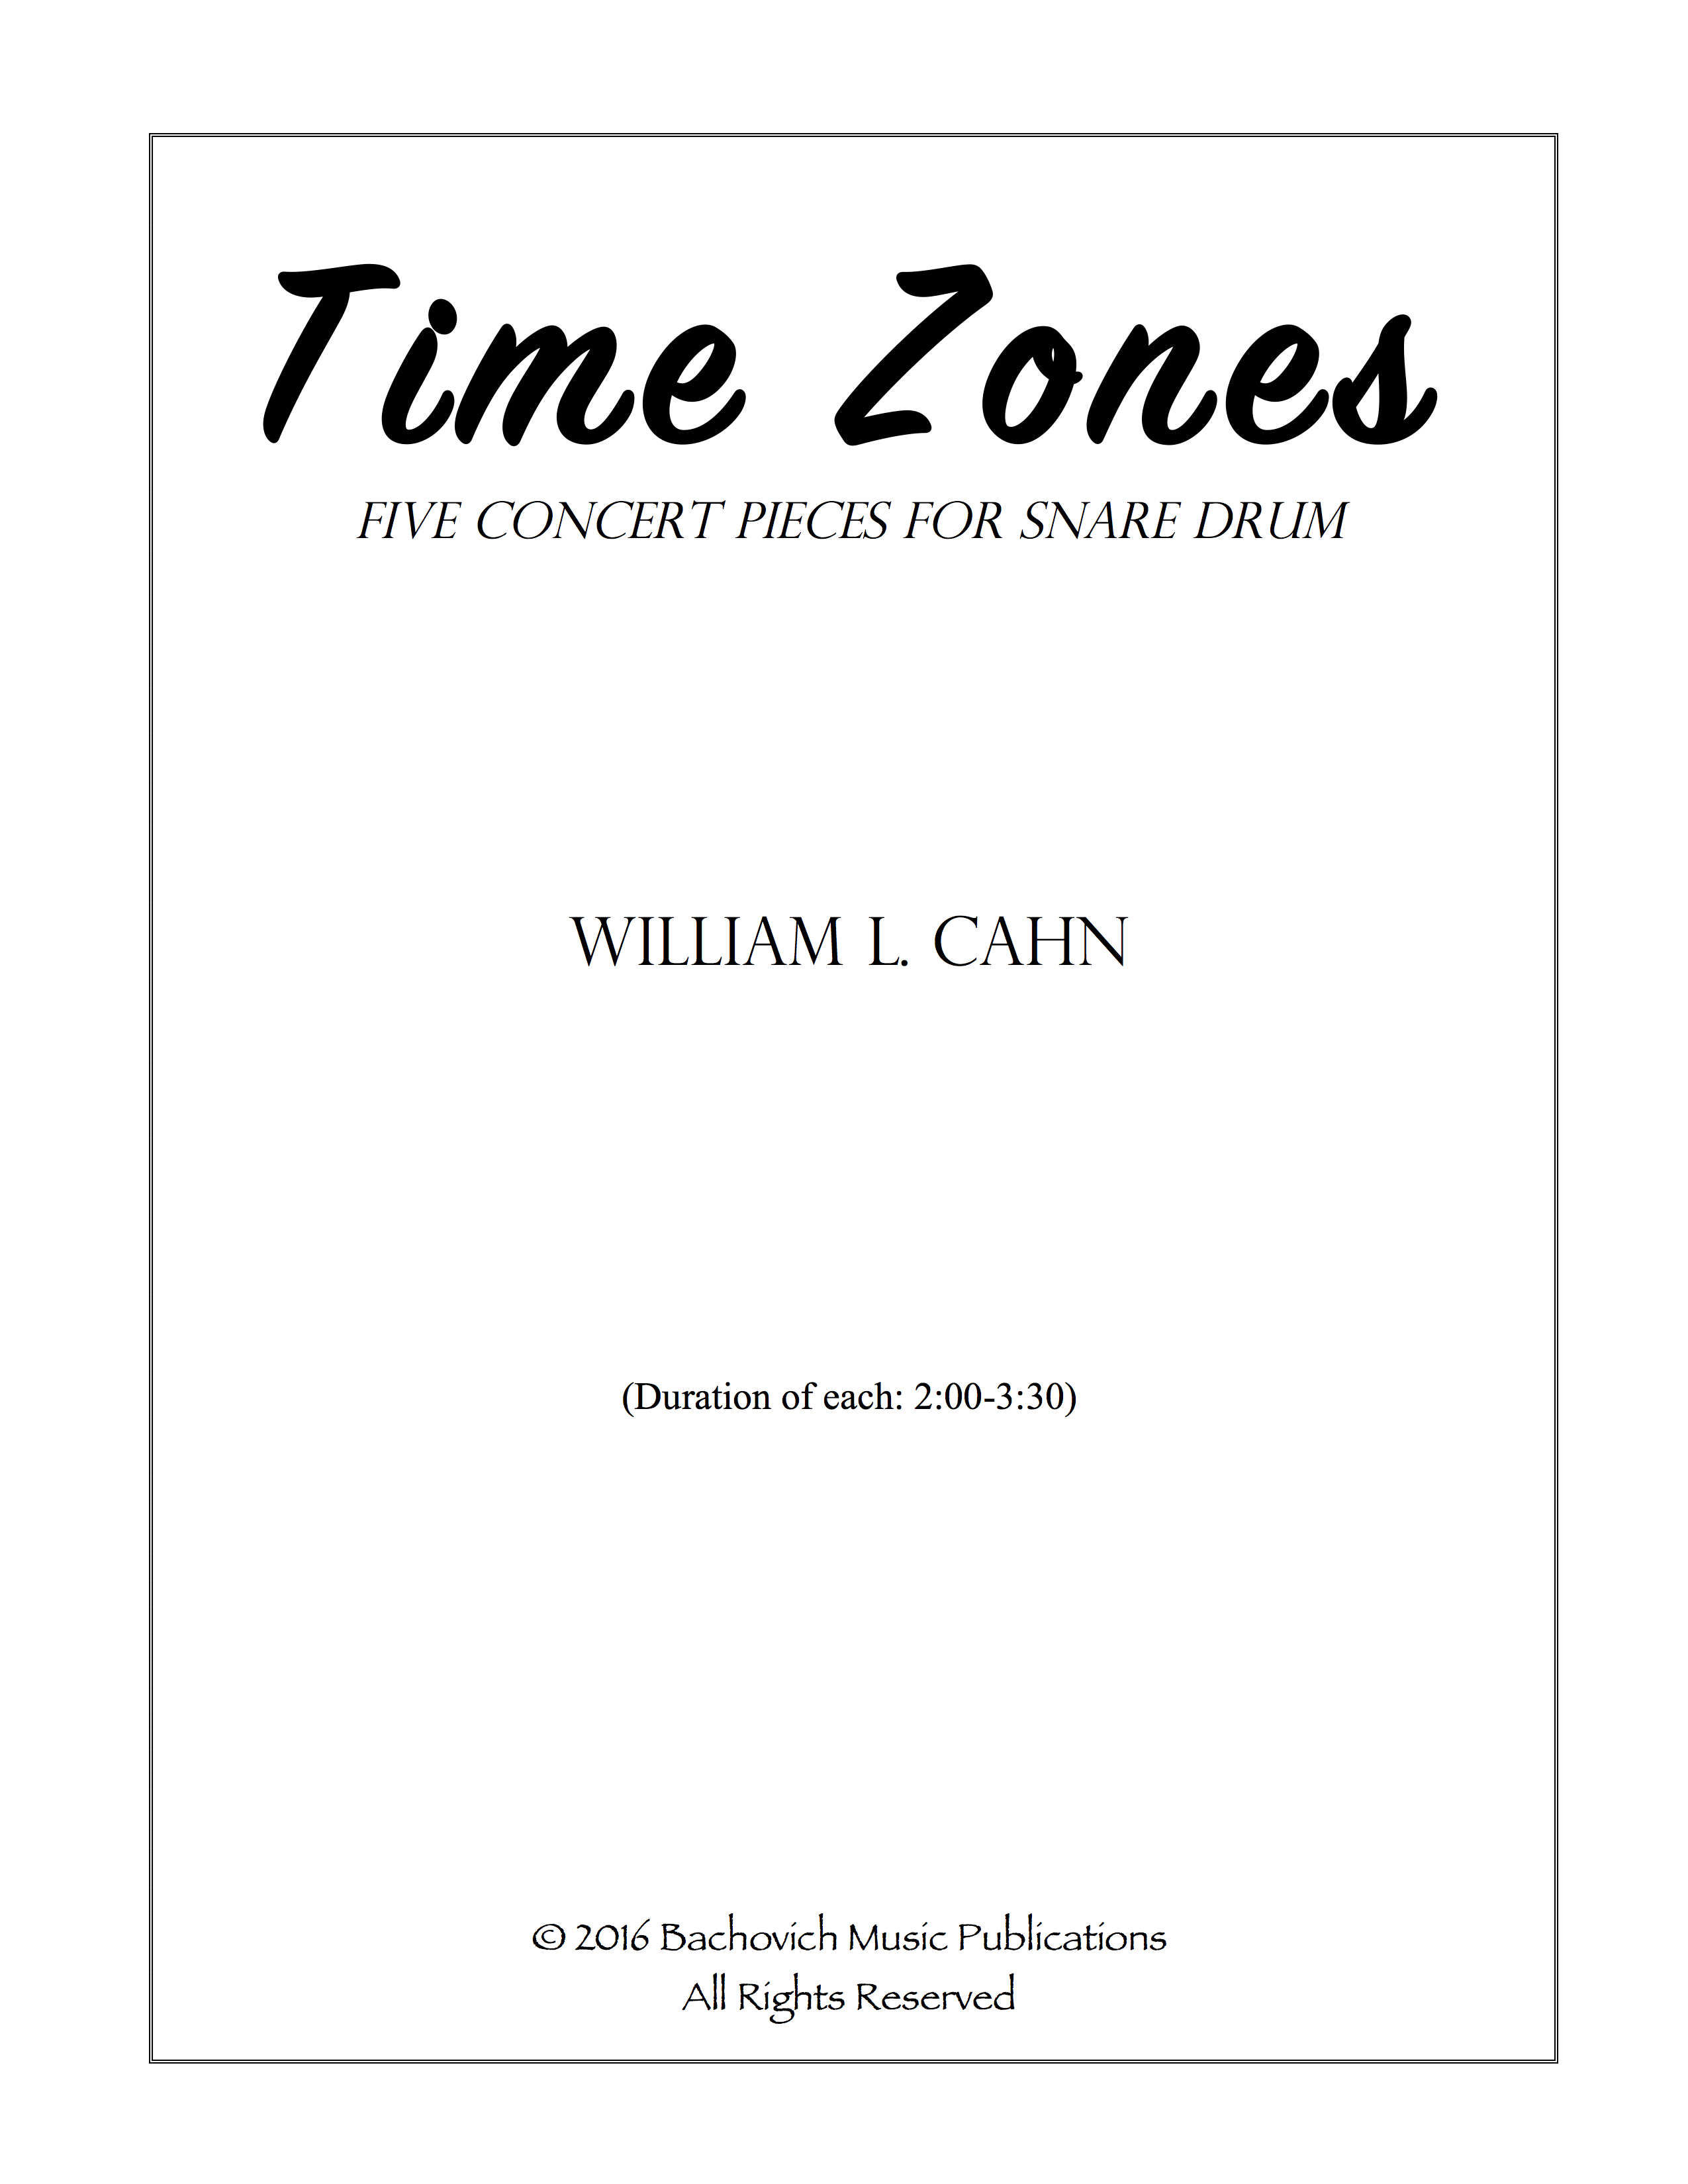 Time Zones
FIVE CONCERT PIECES FOR SNARE DRUM
WILLIAM L. CAHN
(Duration of each: 2:00-3:30)
© 2016 Bachovich Music Publications
All Rights Reserved